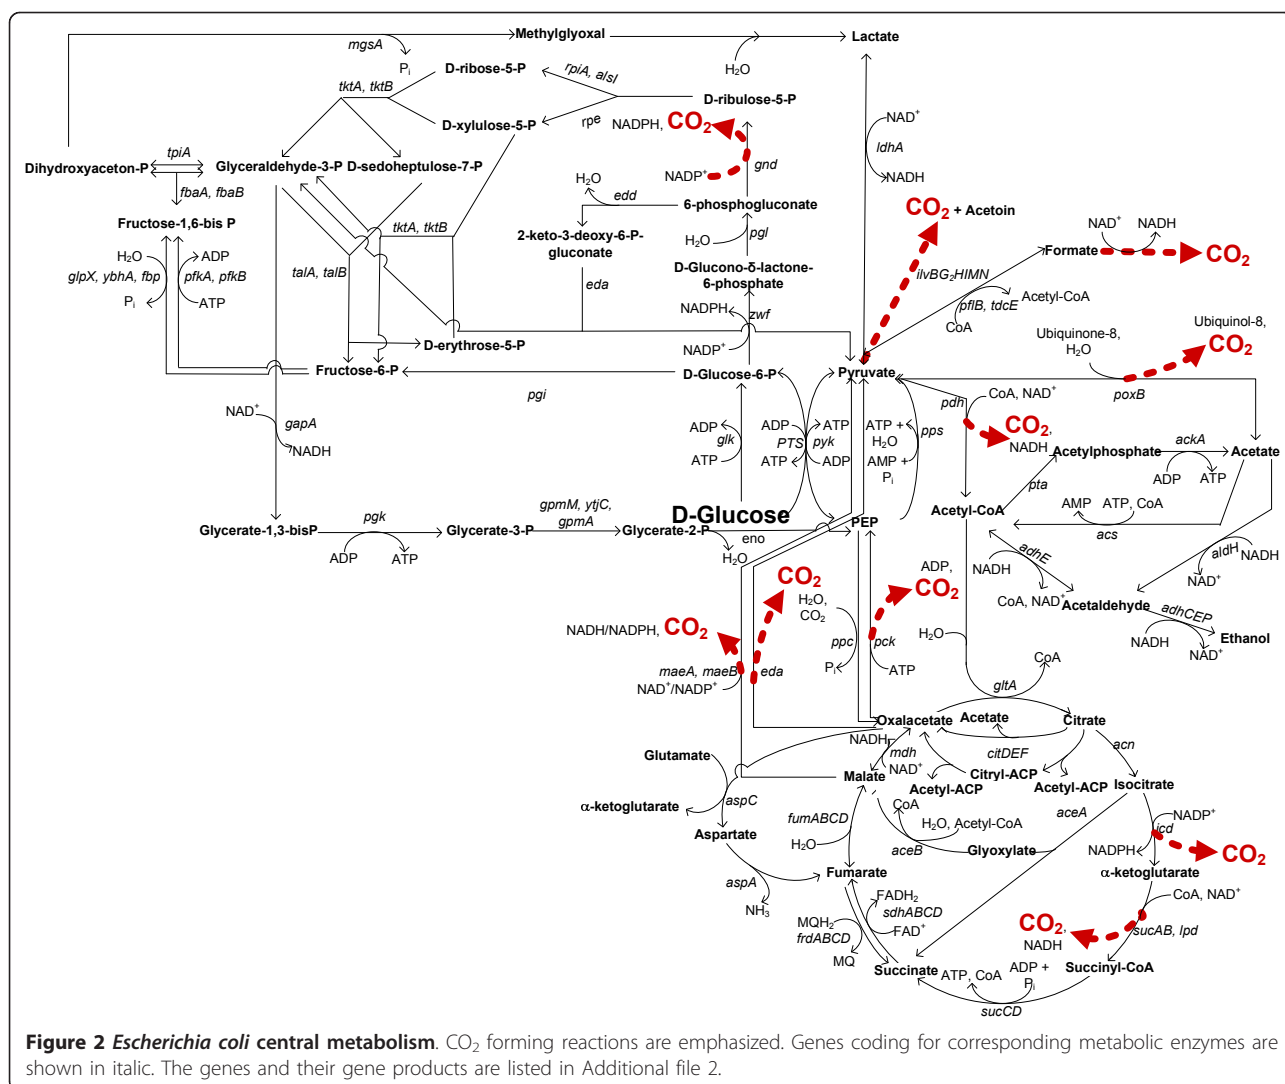 Methylglyoxal
Lactate
mgsA
Pi
H2O
D-ribose-5-P
rpiA, alsI
tktA, tktB
D-ribulose-5-P
NADPH, CO2
NAD+
D-xylulose-5-P
rpe
ldhA
tpiA
Dihydroxyaceton-P
Glyceraldehyde-3-P
D-sedoheptulose-7-P
NADP+
gnd
NADH
fbaA, fbaB
H2O
edd
6-phosphogluconate
CO2 + Acetoin
Fructose-1,6-bis P
tktA, tktB
2-keto-3-deoxy-6-P-
gluconate
H2O
pgl
NAD+
NADH
Formate
CO2
H2O
ADP
glpX, ybhA, fbp
pfkA, pfkB
talA, talB
eda
D-Glucono-δ-lactone-
6-phosphate
ilvBG2HIMN
pflB, tdcE
Acetyl-CoA
Pi
ATP
NADPH
zwf
CoA
Ubiquinone-8,
H2O
Ubiquinol-8,
CO2
D-erythrose-5-P
NADP+
Fructose-6-P
D-Glucose-6-P
Pyruvate
pgi
pdh
CoA, NAD+
poxB
NAD+
gapA
NADH
ADP
glk
ATP
ADP
ATP
PTS
pyk
ATP
ADP
ATP +
H2O
AMP +
Pi
pps
CO2,
NADH
Acetylphosphate
ackA
Acetate
ADP
ATP
pta
Glycerate-1,3-bisP
pgk
ADP
ATP
Glycerate-3-P
gpmM, ytjC,
gpmA
Glycerate-2-P
D-Glucose
eno
H2O
PEP
Acetyl-CoA
AMP
ATP, CoA
acs
adhE
NADH
CoA, NAD+
aldH
NADH
NAD+
CO2
H2O,
CO2
ADP,
CO2
Acetaldehyde
adhCEP
Ethanol
NADH
NAD+
NADH/NADPH, CO2
ppc
pck
H2O
CoA
maeA, maeB
eda
Pi
ATP
NAD+/NADP+
gltA
Oxalacetate
Acetate
Citrate
NADH
mdh
NAD+
citDEF
acn
Glutamate
Malate
Citryl-ACP
Acetyl-ACP
Acetyl-ACP
Isocitrate
α-ketoglutarate
aspC
CoA
H2O, Acetyl-CoA
aceA
NADP+
icd
fumABCD
Aspartate
H2O
aceB
Glyoxylate
NADPH
CO2
aspA
Fumarate
α-ketoglutarate
NH3
FADH2
sdhABCD
FAD+
CoA, NAD+
MQH2
frdABCD
MQ
CO2,
NADH
sucAB, lpd
Succinate
ATP, CoA
ADP +
Pi
Succinyl-CoA
sucCD
Figure 2 Escherichia coli central metabolism. CO2 forming reactions are emphasized. Genes coding for corresponding metabolic enzymes are
shown in italic. The genes and their gene products are listed in Additional file 2.